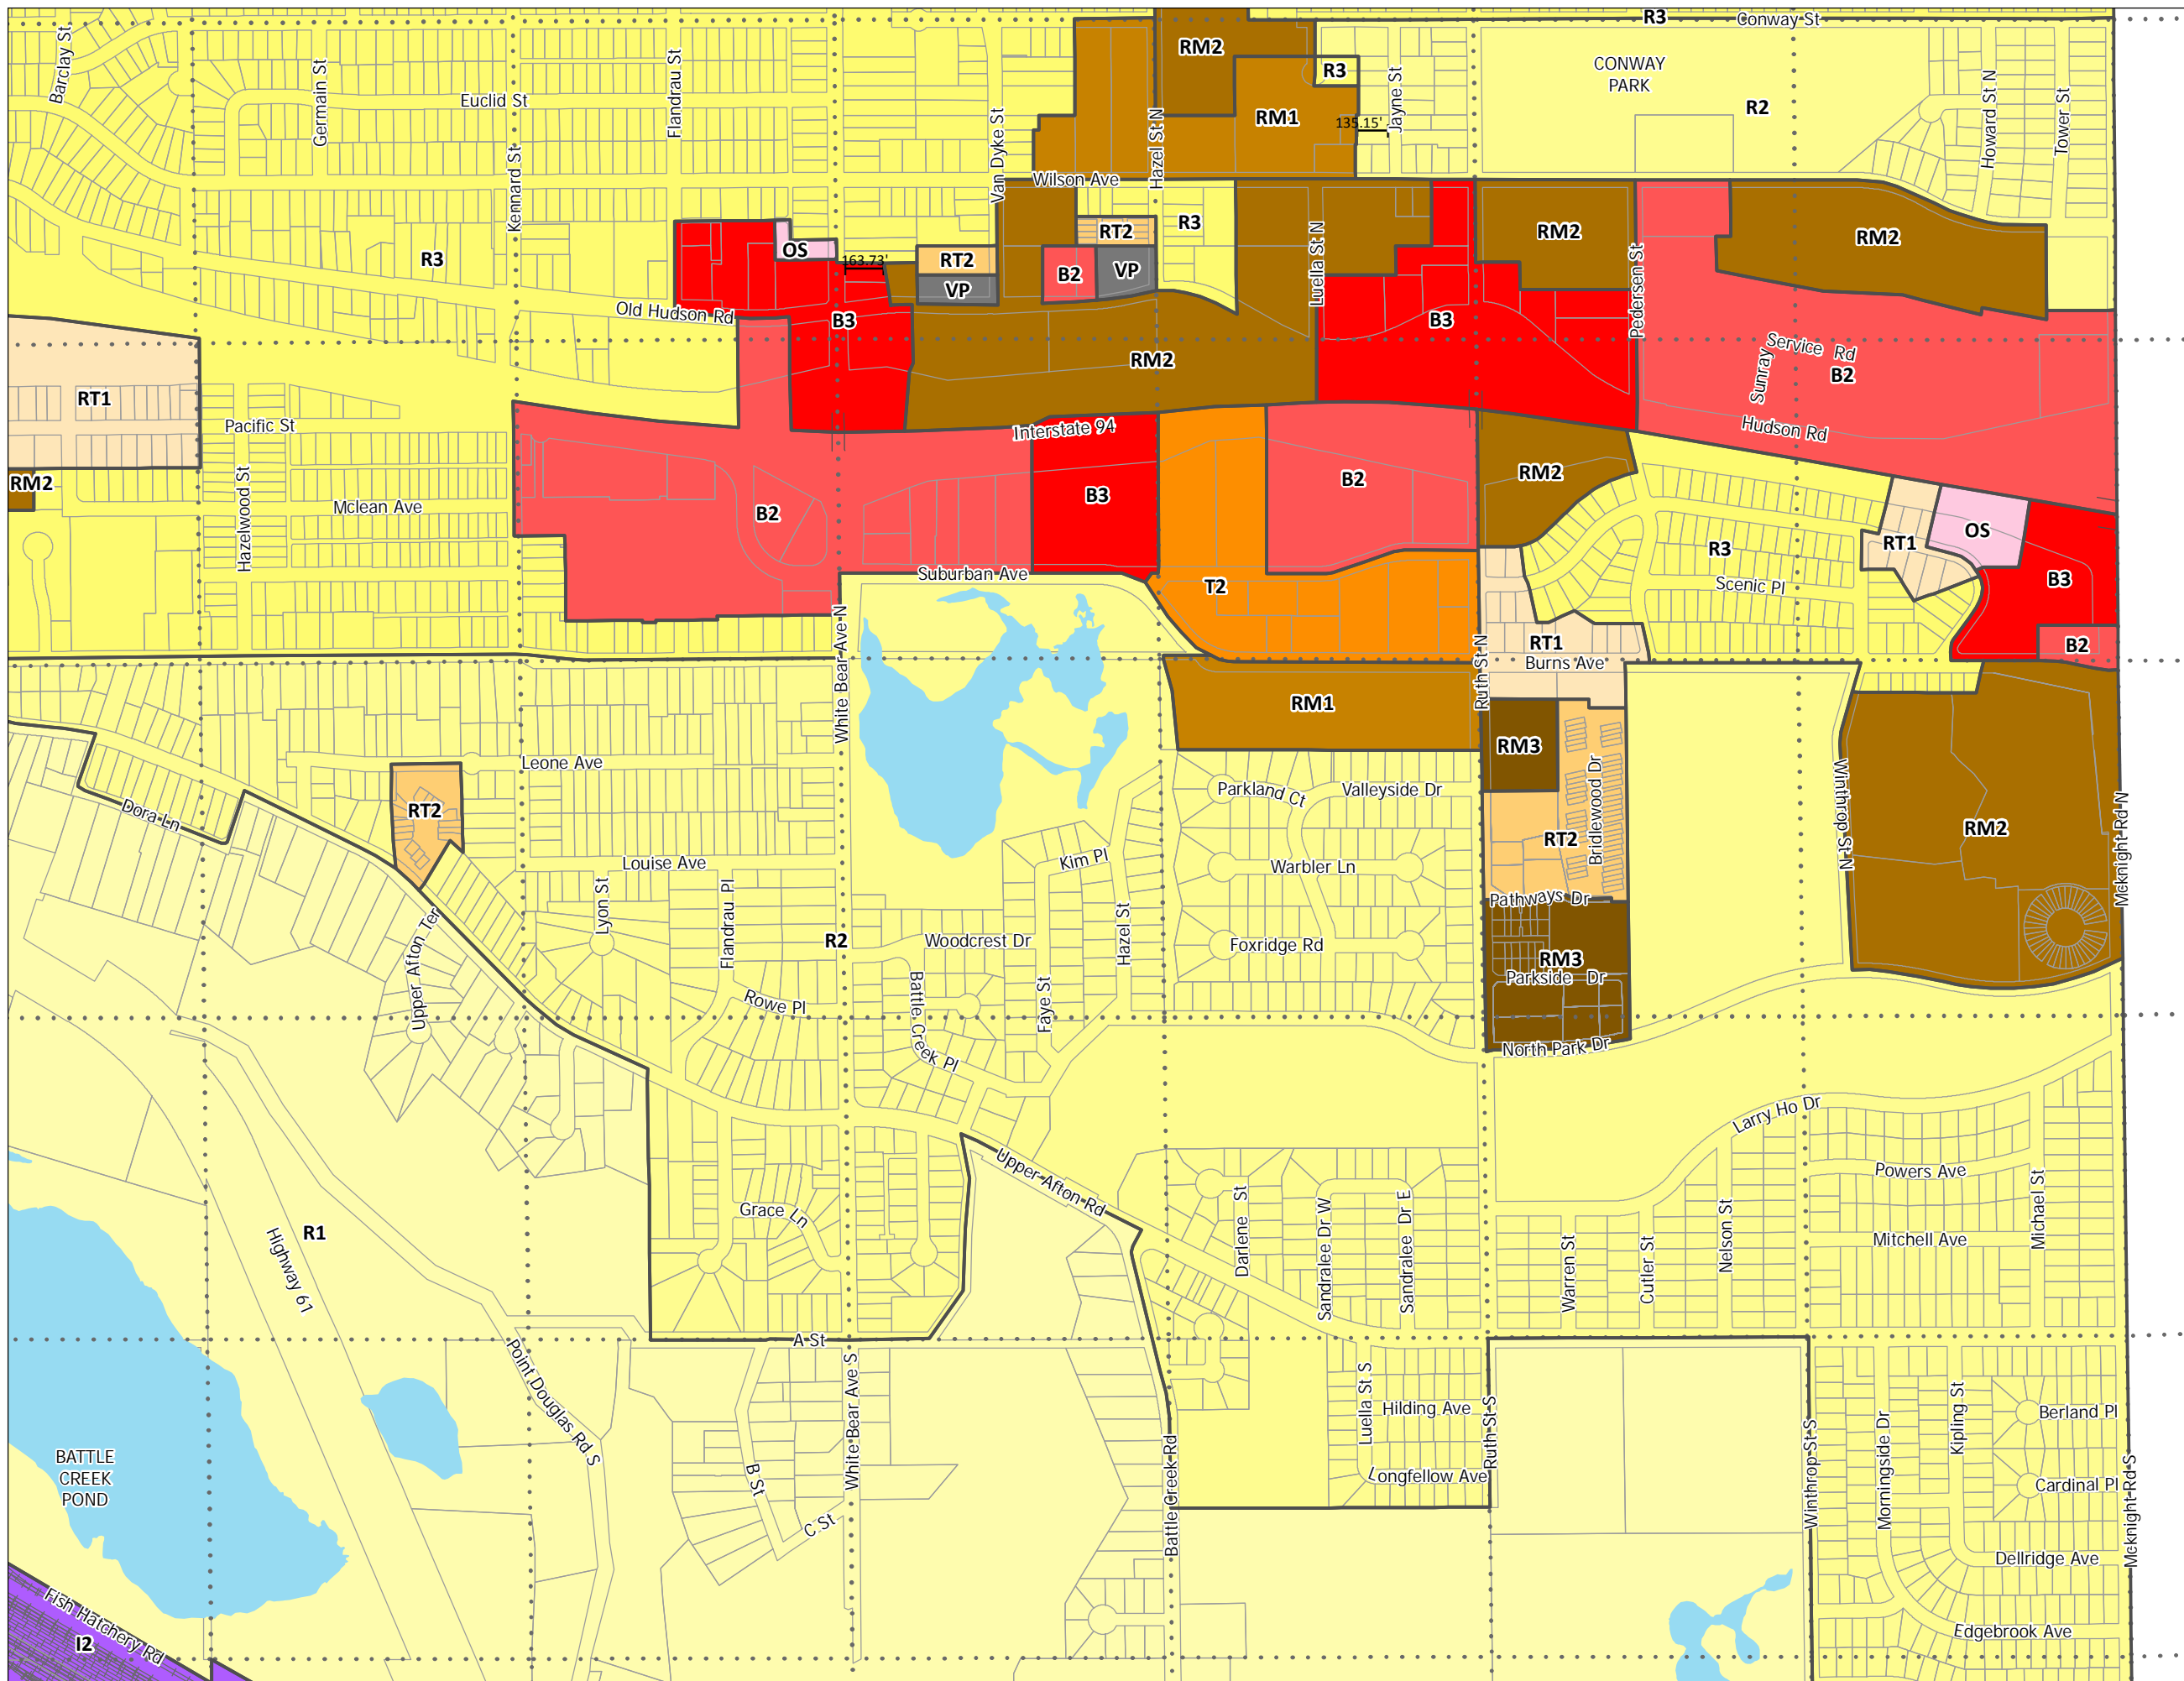 R3
Conway St
Barclay St
Germain St
Flandrau St
Euclid St
Kennard St
Van Dyke St
Hazel St N
RM2
R3
RM1
135.15'
Jayne St
CONWAY
PARK
R2
Howard St N
Tower St
Wilson Ave
R3
OS
163.73'
RT2
VP
RT2
B2
VP
R3
Luella St N
RM2
Pedersen St
RM2
Old Hudson Rd
B3
RM2
B3
Service Rd
Sunray
B2
Hudson Rd
RT1
Pacific St
Interstate 94
RM2
Hazelwood St
Mclean Ave
B2
B3
B2
RM2
R3
RT1
OS
B3
Scenic Pl
Suburban Ave
T2
White Bear Ave N
Ruth St N
RT1
Burns Ave
B2
RM1
RM3
Leone Ave
Dora Ln
RT2
Parkland Ct
Valleyside Dr
Bridlewood Dr
RT2
Winthrop St N
RM2
Mcknight Rd N
Louise Ave
Kim Pl
Warbler Ln
Lyon St
Flandrau Pl
Pathways Dr
Upper Afton Ter
R2
Woodcrest Dr
Hazel St
Foxridge Rd
RM3
Parkside Dr
Rowe Pl
Battle Creek Pl
Faye St
North Park Dr
Larry Ho Dr
Upper Afton Rd
Powers Ave
Michael St
Grace Ln
R1
Highway 61
Darlene St
Sandralee Dr W
Sandralee Dr E
Warren St
Cutler St
Nelson St
Mitchell Ave
A St
Point Douglas Rd S
White Bear Ave S
Luella St S
Hilding Ave
Ruth St S
Winthrop St S
Morningside Dr
Kipling St
Berland Pl
BATTLE
CREEK
POND
B St
C St
Battle Creek Rd
Longfellow Ave
Cardinal Pl
Mcknight Rd S
Dellridge Ave
Fish Hatchery Rd
I2
Edgebrook Ave